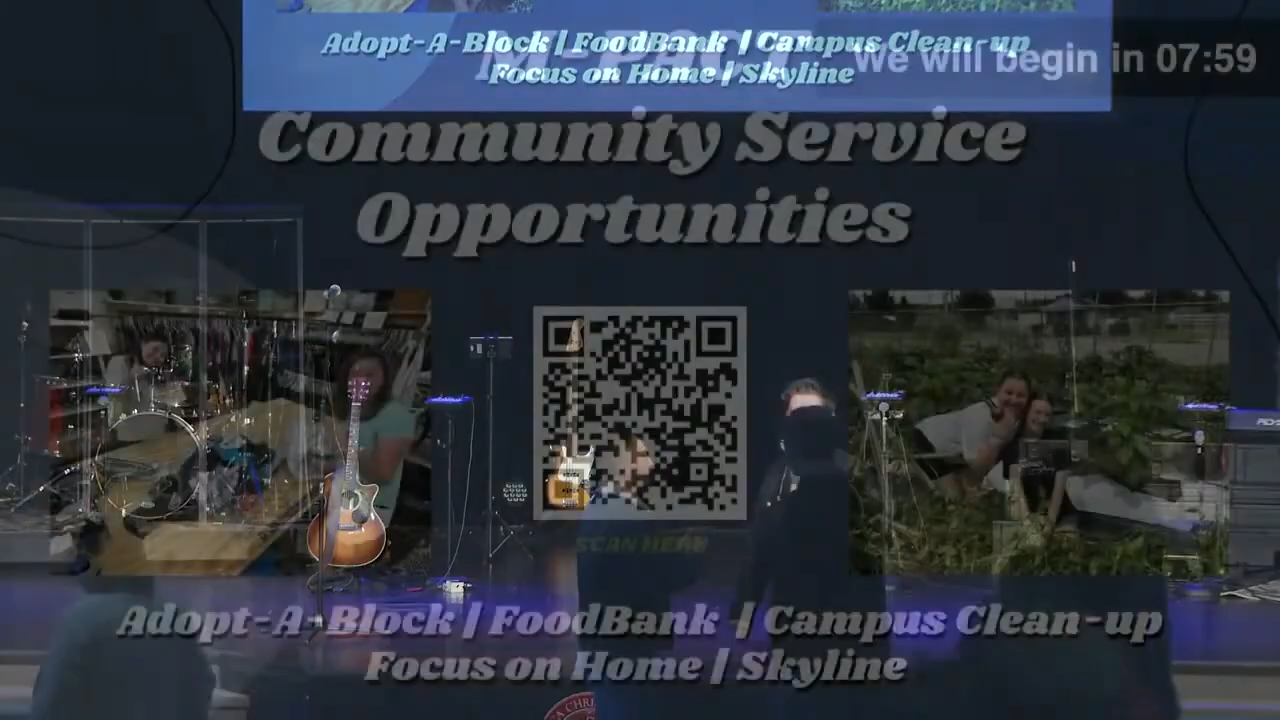 Adopt-A-Block | FoodBank | Campus Clean-up
Focus on Home | Skyline
M-PACT
We will begin in 07:59
Community Service
Opportunities
SCAN HERE
Adopt-A-Block | FoodBank | Campus Clean-up
Focus on Home | Skyline